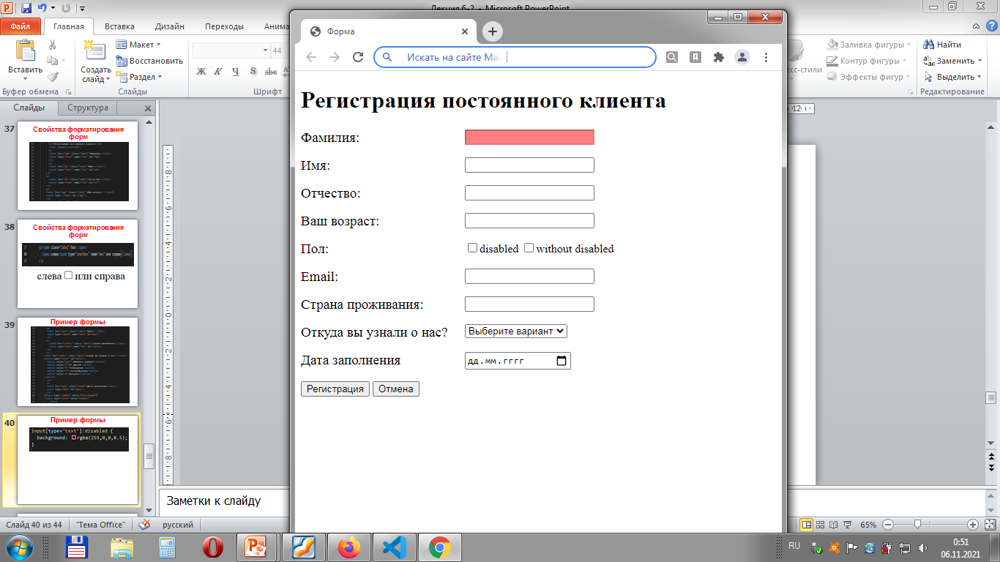 Лекция 6-2 - Microsoft PowerPoint
Файл
Главная
Вставка
Дизайн
Переходы
Анима
Вставить
Буфер обмена
Создать слайд
Макет
Восстановить
Раздел
Слайды
44
Ж К Ч S abc
Шрифт
Заливка фигуры
Контур фигуры
Эффекты фигур
сс-стили
Найти
Заменить
Выделить
Редактирование
Слайды
Структура
37
Свойства форматирования
форм
38
Свойства форматирования
форм
слева или справа
39
Пример формы
40
Пример формы
input[type="text"]:disabled {
background: rgba(255,0,0,0.5);
}
Форма
Искать на сайте Ma
Регистрация постоянного клиента
Фамилия:
Имя:
Отчество:
Ваш возраст:
Пол: disabled without disabled
Email:
Страна проживания:
Откуда вы узнали о нас? Выберите вариант
Дата заполнения дд.мм.гггг
Регистрация Отмена
12
Заметки к слайду
Слайд 40 из 44
"Тема Office"
русский
65%
RU
0:51
06.11.2021